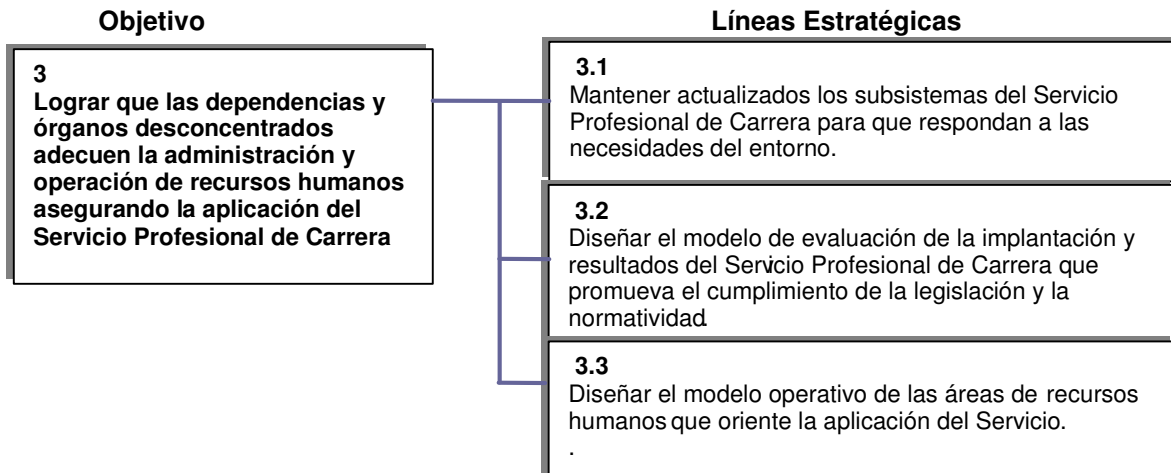 Objetivo
Líneas Estratégicas
3
Lograr que las dependencias y
órganos desconcentrados
adecuen la administración y
operación de recursos humanos
asegurando la aplicación del
Servicio Profesional de Carrera
3.1
Mantener actualizados los subsistemas del Servicio
Profesional de Carrera para que respondan a las
necesidades del entorno.
3.2
Diseñar el modelo de evaluación de la implantación y
resultados del Servicio Profesional de Carrera que
promueva el cumplimiento de la legislación y la
normatividad.
3.3
Diseñar el modelo operativo de las áreas de recursos
humanos que oriente la aplicación del Servicio.
.